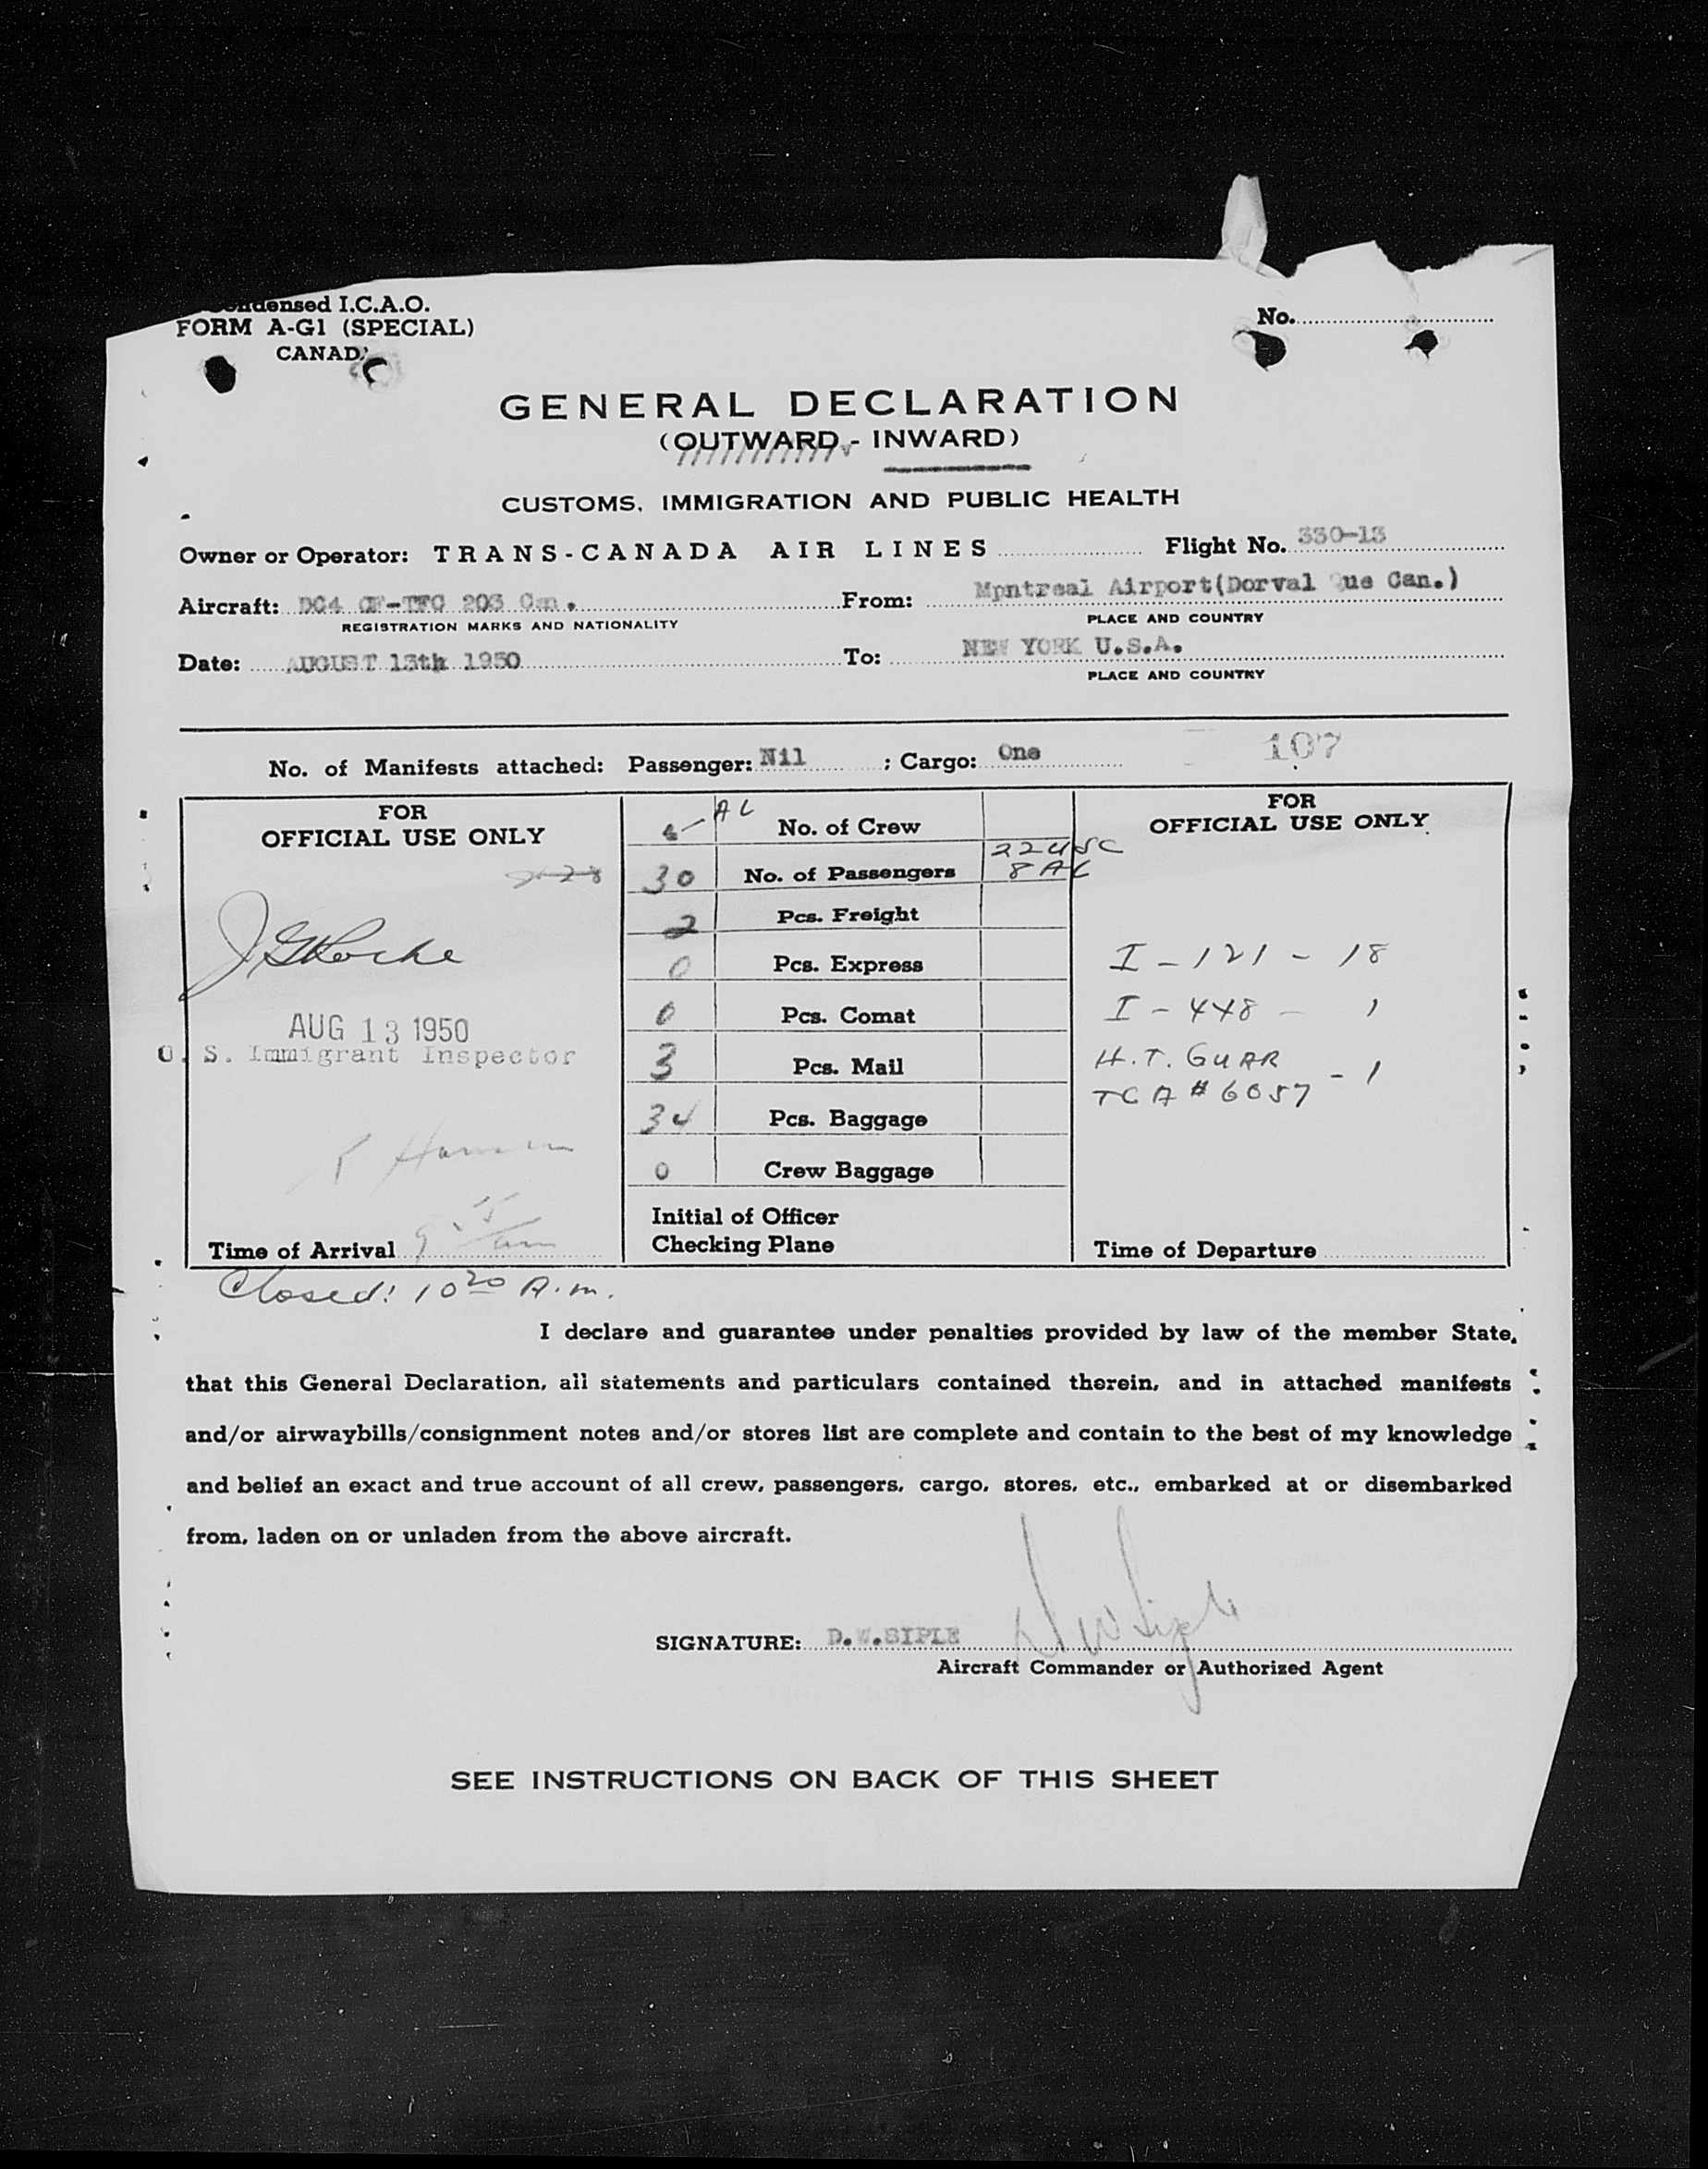 Condensed I.C.A.O.
FORM A-G1 (SPECIAL)
CANADA
No.
GENERAL DECLARATION
(OUTWARD - INWARD)
CUSTOMS, IMMIGRATION AND PUBLIC HEALTH
Owner or Operator: TRANS-CANADA AIR LINES Flight No. 330-13
Aircraft: DC4 CF-TFC 203 Can. From: Mpntreal Airport(Dorval Que Can.)
REGISTRATION MARKS AND NATIONALITY PLACE AND COUNTRY
Date: AUGUST 13th 1950 To: NEW YORK U.S.A.
PLACE AND COUNTRY
No. of Manifests attached: Passenger: Nil ; Cargo: One 107
FOR
OFFICIAL USE ONLY
AUG 13 1950
U. S. Immigrant Inspector
Time of Arrival
Closed: 10 20 A.m.
AL
No. of Crew
30 No. of Passengers 22 USC
8 AL
2 Pcs. Freight
0 Pcs. Express
0 Pcs. Comat
3 Pcs. Mail
34 Pcs. Baggage
0 Crew Baggage
Initial of Officer
Checking Plane
FOR
OFFICIAL USE ONLY
I - 121 - 18
I - 448 - 1
H.T. GUAR
TCA # 6057 - 1
Time of Departure
I declare and guarantee under penalties provided by law of the member State,
that this General Declaration, all statements and particulars contained therein, and in attached manifests
and/or airwaybills/consignment notes and/or stores list are complete and contain to the best of my knowledge
and belief an exact and true account of all crew, passengers, cargo, stores, etc., embarked at or disembarked
from, laden on or unladen from the above aircraft.
SIGNATURE: D.W.SIPLE D W Siple
Aircraft Commander or Authorized Agent
SEE INSTRUCTIONS ON BACK OF THIS SHEET